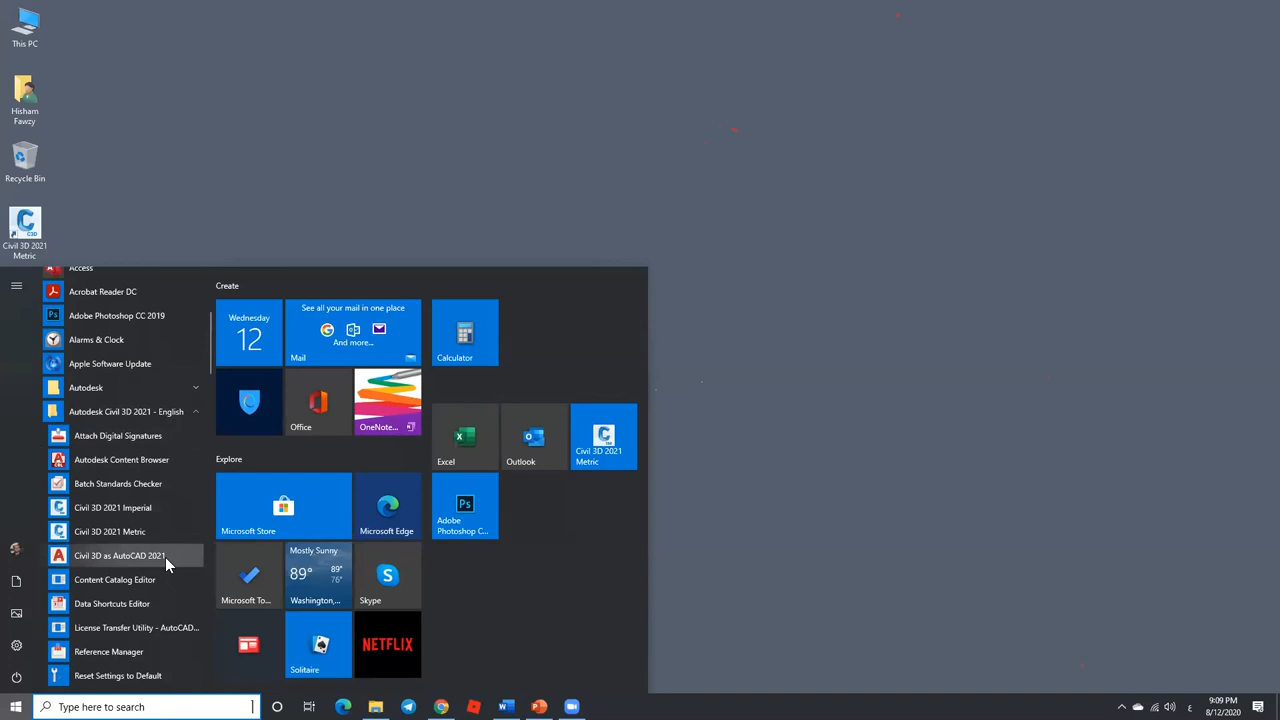 This PC
Hisham
Fawzy
Recycle Bin
C3D
Civil 3D 2021
Metric
Access
Acrobat Reader DC
Ps
Adobe Photoshop CC 2019
Alarms & Clock
Apple Software Update
Autodesk
Autodesk Civil 3D 2021 - English
Attach Digital Signatures
Autodesk Content Browser
Batch Standards Checker
Civil 3D 2021 Imperial
Civil 3D 2021 Metric
Civil 3D as AutoCAD 2021
Content Catalog Editor
Data Shortcuts Editor
License Transfer Utility - AutoCAD...
Reference Manager
Reset Settings to Default
Create
Wednesday
12
See all your mail in one place
And more...
Mail
Calculator
Office
OneNote...
Excel
Outlook
Civil 3D 2021
Metric
Explore
Microsoft Store
Microsoft Edge
Ps
Adobe
Photoshop C...
Microsoft To...
Mostly Sunny
89°
89°
76°
Washington,...
Skype
Solitaire
NETFLIX
Type here to search
ع
9:09 PM
8/12/2020